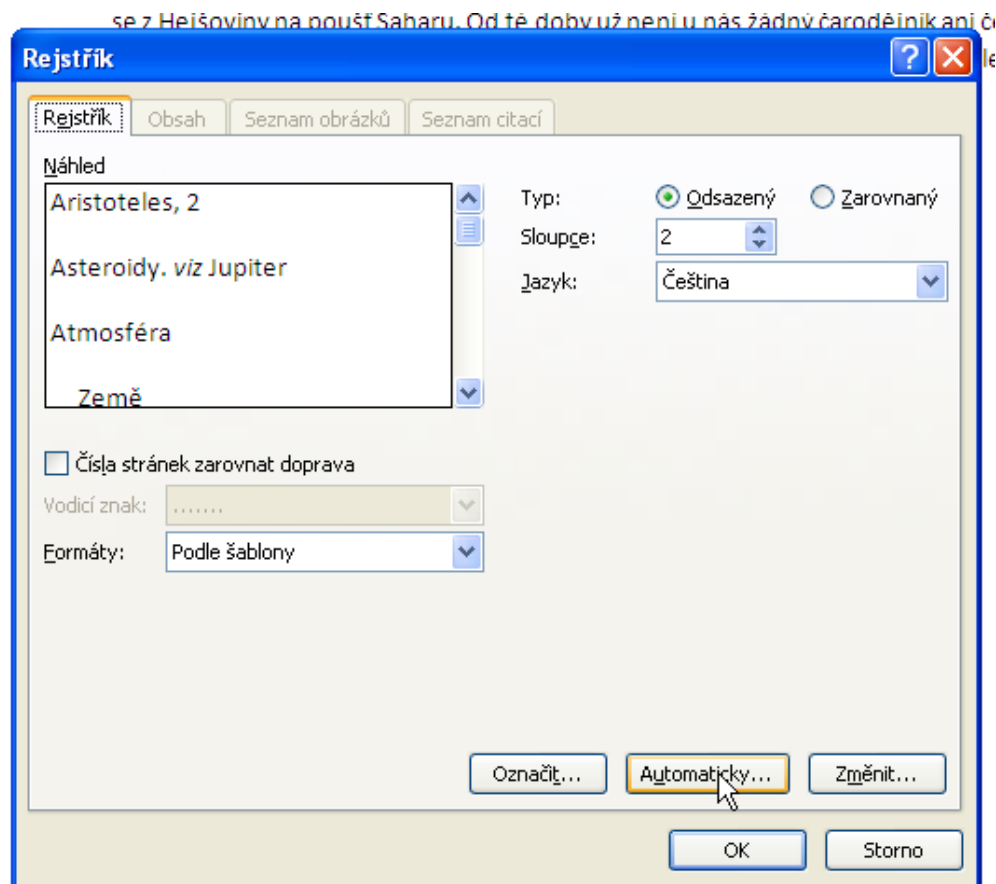 se z Hejšoviny na poušť Saharu. Od té doby už není u nás žádný čarodějník ani
Rejstřík
Rejstřík Obsah Seznam obrázků Seznam citací
Náhled
Aristoteles, 2
Asteroidy. viz Jupiter
Atmosféra
Země
Typ: Odsazený Zarovnaný
Sloupce: 2
Jazyk: Čeština
Čísla stránek zarovnat doprava
Vodicí znak: .......
Formáty: Podle šablony
Označit... Automaticky... Změnit...
OK Storno